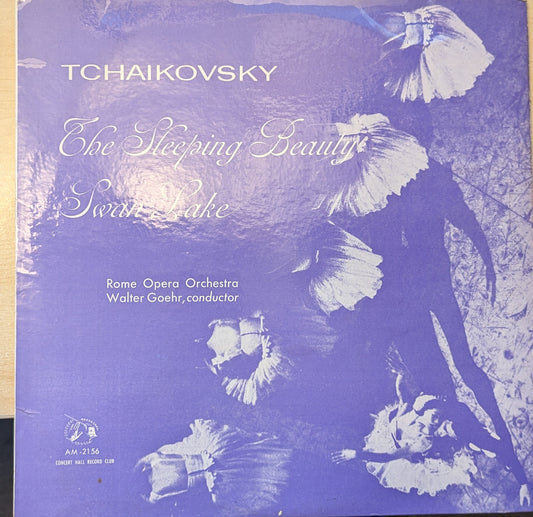 TCHAIKOVSKY
The Sleeping Beauty
Swan Lake
Rome Opera Orchestra
Walter Goehr, conductor
AM-2156
CONCERT HALL RECORD CLUB